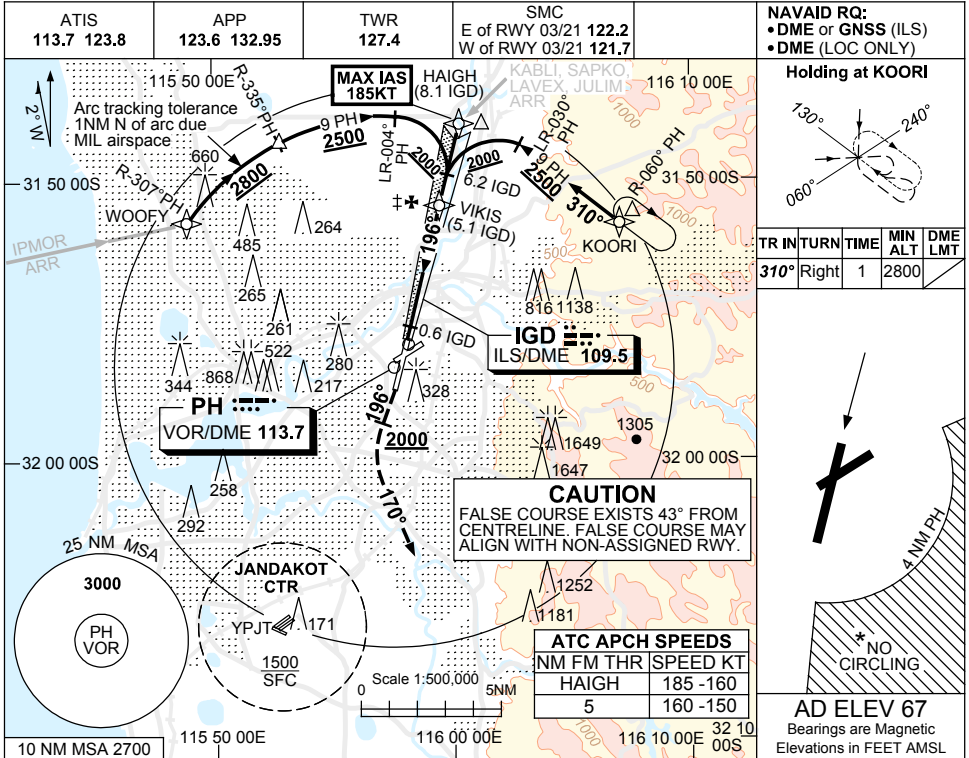 ATIS
113.7 123.8
APP
123.6 132.95
TWR
127.4
SMC
E of RWY 03/21 122.2
W of RWY 03/21 121.7
NAVAID RQ:
• DME or GNSS (ILS)
• DME (LOC ONLY)
2° W
115 50 00E
116 10 00E
Arc tracking tolerance
1NM N of arc due
MIL airspace
R-335°PH
MAX IAS
185KT
HAIGH
(8.1 IGD)
KABLI, SAPKO,
LAVEX, JULIM
ARR
1000
9 PH
2500
LR-004°
PH
2000
2000
LR-030°
PH
9 PH
2500
R-060° PH
660
2800
31 50 00S
31 50 00S
R-307°PH
WOOFY
6.2 IGD
310°
1000
VIKIS
(5.1 IGD)
KOORI
IPMOR
ARR
485
264
196°
500
265
261
816
1138
0.6 IGD
IGD
ILS/DME 109.5
1000
500
344
868
522
280
217
328
PH
VOR/DME 113.7
196°
2000
1305
1649
1647
32 00 00S
32 00 00S
258
292
170°
CAUTION
FALSE COURSE EXISTS 43° FROM
CENTRELINE. FALSE COURSE MAY
ALIGN WITH NON-ASSIGNED RWY.
25 NM MSA
3000
PH
VOR
JANDAKOT
CTR
YPJT
171
1500
SFC
1252
1181
ATC APCH SPEEDS
NM FM THR SPEED KT
HAIGH 185 -160
5 160 -150
Scale 1:500,000
0
5NM
10 NM MSA 2700
115 50 00E
116 00 00E
1000
116 10 00E
32 10
00S
Holding at KOORI
130°
240°
060°
TR IN TURN TIME MIN ALT DME LMT
310° Right 1 2800
4 NM PH
*NO
CIRCLING
AD ELEV 67
Bearings are Magnetic
Elevations in FEET AMSL